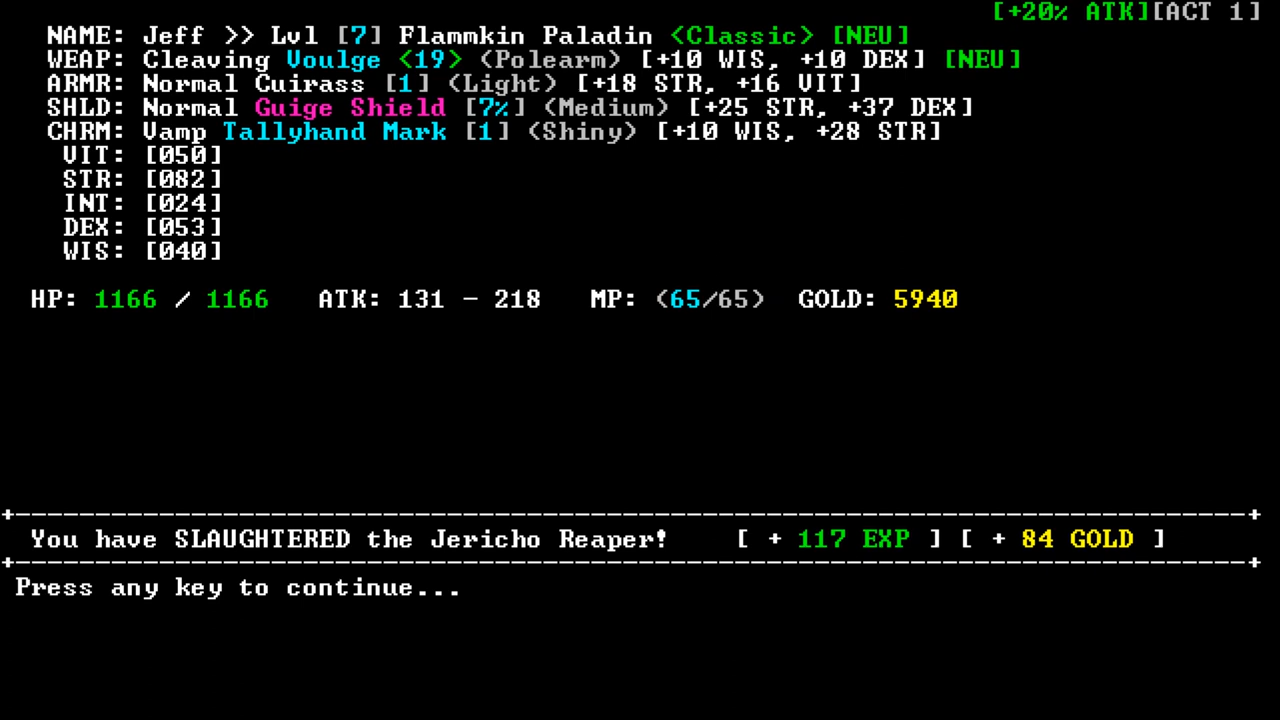 [+20% ATK][ACT 1]
NAME: Jeff >> Lvl [7] Flammkin Paladin <Classic> [NEU]
WEAP: Cleaving Voulge <19> (Polearm) [+10 WIS, +10 DEX] [NEU]
ARMR: Normal Cuirass [1] (Light) [+18 STR, +16 VIT]
SHLD: Normal Guige Shield [7%] (Medium) [+25 STR, +37 DEX]
CHRM: Vamp Tallyhand Mark [1] (Shiny) [+10 WIS, +28 STR]
VIT: [050]
STR: [082]
INT: [024]
DEX: [053]
WIS: [040]
HP: 1166 / 1166 ATK: 131 - 218 MP: (65/65) GOLD: 5940
You have SLAUGHTERED the Jericho Reaper! [ + 117 EXP ] [ + 84 GOLD ]
Press any key to continue...